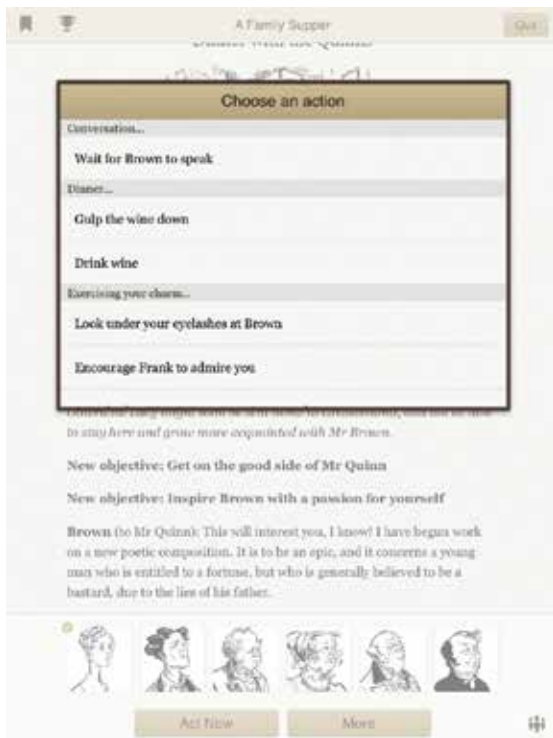 A Family Supper
Quit
Dinner with the Quinns
Choose an action
Conversation...
Wait for Brown to speak
Dinner...
Gulp the wine down
Drink wine
Exercising your charm...
Look under your eyelashes at Brown
Encourage Frank to admire you
to stay here and grow more acquainted with Mr Brown.
New objective: Get on the good side of Mr Quinn
New objective: Inspire Brown with a passion for yourself
Brown (to Mr Quinn): This will interest you, I know! I have begun work
on a new poetic composition. It is to be an epic, and it concerns a young
man who is entitled to a fortune, but who is generally believed to be a
bastard, due to the lies of his father.
Act Now
More